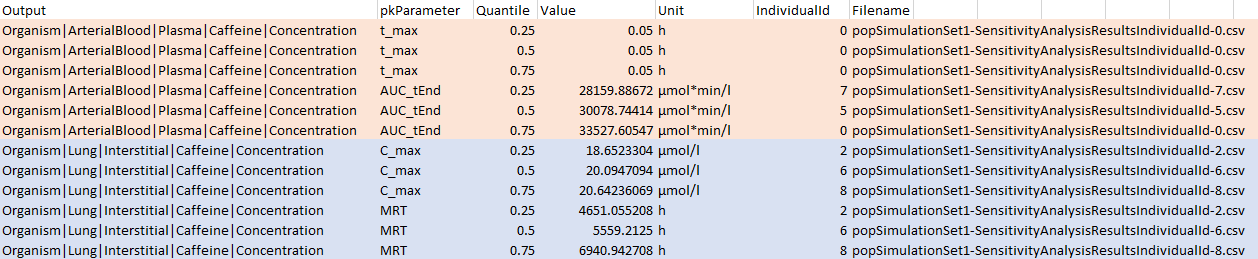 Output pkParameter Quantile Value Unit IndividualId Filename
Organism|ArterialBlood|Plasma|Caffeine|Concentration t_max 0.25 0.05 h 0 popSimulationSet1-SensitivityAnalysisResultsIndividualId-0.csv
Organism|ArterialBlood|Plasma|Caffeine|Concentration t_max 0.5 0.05 h 0 popSimulationSet1-SensitivityAnalysisResultsIndividualId-0.csv
Organism|ArterialBlood|Plasma|Caffeine|Concentration t_max 0.75 0.05 h 0 popSimulationSet1-SensitivityAnalysisResultsIndividualId-0.csv
Organism|ArterialBlood|Plasma|Caffeine|Concentration AUC_tEnd 0.25 28159.88672 µmol*min/l 7 popSimulationSet1-SensitivityAnalysisResultsIndividualId-7.csv
Organism|ArterialBlood|Plasma|Caffeine|Concentration AUC_tEnd 0.5 30078.74414 µmol*min/l 5 popSimulationSet1-SensitivityAnalysisResultsIndividualId-5.csv
Organism|ArterialBlood|Plasma|Caffeine|Concentration AUC_tEnd 0.75 33527.60547 µmol*min/l 0 popSimulationSet1-SensitivityAnalysisResultsIndividualId-0.csv
Organism|Lung|Interstitial|Caffeine|Concentration C_max 0.25 18.6523304 µmol/l 2 popSimulationSet1-SensitivityAnalysisResultsIndividualId-2.csv
Organism|Lung|Interstitial|Caffeine|Concentration C_max 0.5 20.0947094 µmol/l 6 popSimulationSet1-SensitivityAnalysisResultsIndividualId-6.csv
Organism|Lung|Interstitial|Caffeine|Concentration C_max 0.75 20.64236069 µmol/l 8 popSimulationSet1-SensitivityAnalysisResultsIndividualId-8.csv
Organism|Lung|Interstitial|Caffeine|Concentration MRT 0.25 4651.055208 h 2 popSimulationSet1-SensitivityAnalysisResultsIndividualId-2.csv
Organism|Lung|Interstitial|Caffeine|Concentration MRT 0.5 5559.2125 h 6 popSimulationSet1-SensitivityAnalysisResultsIndividualId-6.csv
Organism|Lung|Interstitial|Caffeine|Concentration MRT 0.75 6940.942708 h 8 popSimulationSet1-SensitivityAnalysisResultsIndividualId-8.csv